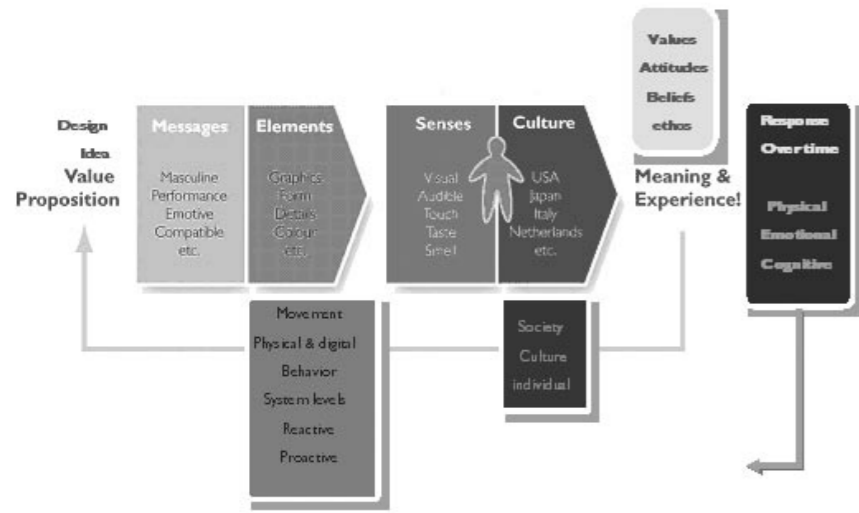 Design
Idea
Value
Proposition
Messages
Masculine
Performance
Emotive
Compatible
etc.
Elements
Graphics
Form
Details
Colour
etc.
Movement
Physical & digital
Behavior
System levels
Reactive
Proactive
Senses
Visual
Audible
Touch
Taste
Smell
Culture
USA
Japan
Italy
Netherlands
etc.
Society
Culture
individual
Values
Attitudes
Beliefs
ethos
Meaning &
Experience!
Response
Overtime
Physical
Emotional
Cognitive